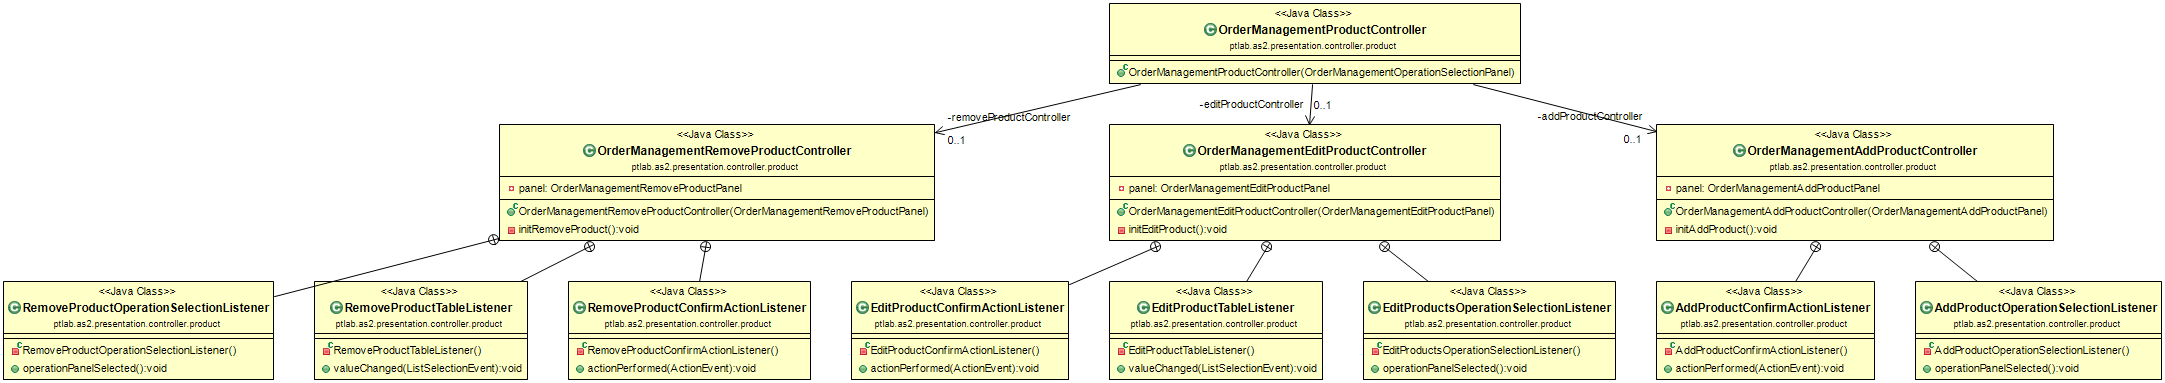 <<Java Class>>
OrderManagementProductController
ptlab.as2.presentation.controller.product
OrderManagementProductController(OrderManagementOperationSelectionPanel)
-removeProductController
0..1
-editProductController
0..1
-addProductController
0..1
<<Java Class>>
OrderManagementRemoveProductController
ptlab.as2.presentation.controller.product
panel: OrderManagementRemoveProductPanel
OrderManagementRemoveProductController(OrderManagementRemoveProductPanel)
initRemoveProduct():void
<<Java Class>>
OrderManagementEditProductController
ptlab.as2.presentation.controller.product
panel: OrderManagementEditProductPanel
OrderManagementEditProductController(OrderManagementEditProductPanel)
initEditProduct():void
<<Java Class>>
OrderManagementAddProductController
ptlab.as2.presentation.controller.product
panel: OrderManagementAddProductPanel
OrderManagementAddProductController(OrderManagementAddProductPanel)
initAddProduct():void
<<Java Class>>
RemoveProductOperationSelectionListener
ptlab.as2.presentation.controller.product
RemoveProductOperationSelectionListener()
operationPanelSelected():void
<<Java Class>>
RemoveProductTableListener
ptlab.as2.presentation.controller.product
RemoveProductTableListener()
valueChanged(ListSelectionEvent):void
<<Java Class>>
RemoveProductConfirmActionListener
ptlab.as2.presentation.controller.product
RemoveProductConfirmActionListener()
actionPerformed(ActionEvent):void
<<Java Class>>
EditProductConfirmActionListener
ptlab.as2.presentation.controller.product
EditProductConfirmActionListener()
actionPerformed(ActionEvent):void
<<Java Class>>
EditProductTableListener
ptlab.as2.presentation.controller.product
EditProductTableListener()
valueChanged(ListSelectionEvent):void
<<Java Class>>
EditProductsOperationSelectionListener
ptlab.as2.presentation.controller.product
EditProductsOperationSelectionListener()
operationPanelSelected():void
<<Java Class>>
AddProductConfirmActionListener
ptlab.as2.presentation.controller.product
AddProductConfirmActionListener()
actionPerformed(ActionEvent):void
<<Java Class>>
AddProductOperationSelectionListener
ptlab.as2.presentation.controller.product
AddProductOperationSelectionListener()
operationPanelSelected():void